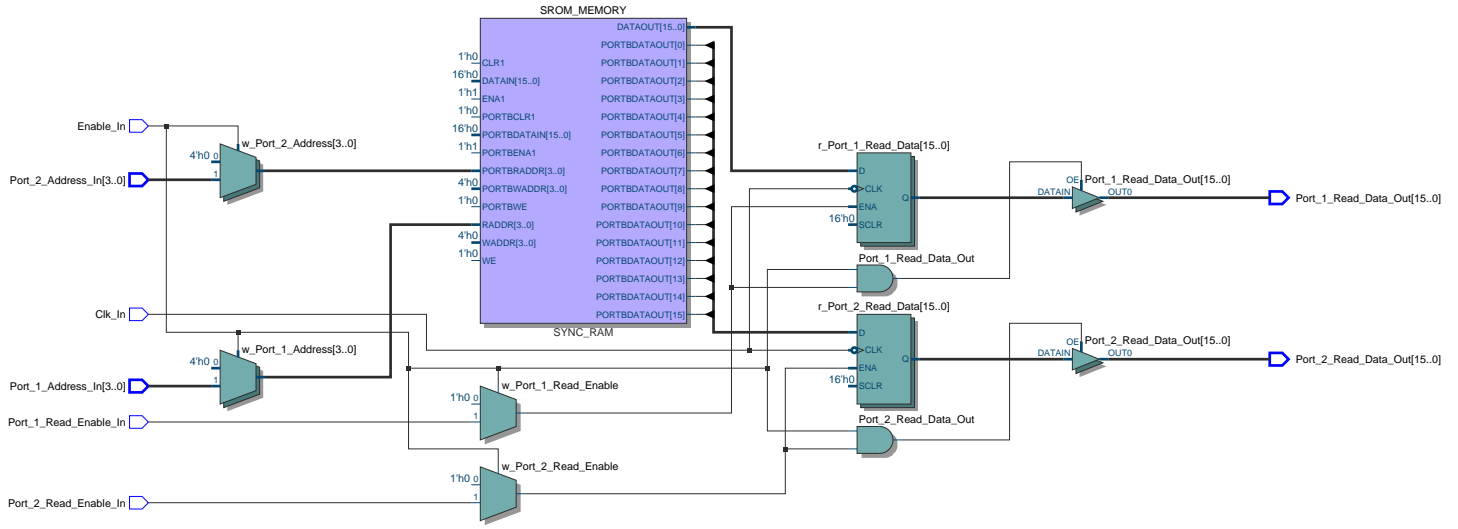 SROM_MEMORY
DATAOUT[15..0]
PORTBDATAOUT[0]
1'h0 CLR1 PORTBDATAOUT[1]
16'h0 DATAIN[15..0] PORTBDATAOUT[2]
1'h1 ENA1 PORTBDATAOUT[3]
1'h0 PORTBCLR1 PORTBDATAOUT[4]
16'h0 PORTBDATAIN[15..0] PORTBDATAOUT[5]
1'h1 PORTBENA1 PORTBDATAOUT[6]
PORTBRADDR[3..0] PORTBDATAOUT[7]
4'h0 PORTBWADDR[3..0] PORTBDATAOUT[8]
1'h0 PORTBWE PORTBDATAOUT[9]
RADDR[3..0] PORTBDATAOUT[10]
4'h0 WADDR[3..0] PORTBDATAOUT[11]
1'h0 WE PORTBDATAOUT[12]
PORTBDATAOUT[13]
PORTBDATAOUT[14]
PORTBDATAOUT[15]
SYNC_RAM
Enable_In
w_Port_2_Address[3..0]
4'h0 0
1
Port_2_Address_In[3..0]
Clk_In
w_Port_1_Address[3..0]
4'h0 0
1
Port_1_Address_In[3..0]
w_Port_1_Read_Enable
1'h0 0
1
Port_1_Read_Enable_In
w_Port_2_Read_Enable
1'h0 0
1
Port_2_Read_Enable_In
r_Port_1_Read_Data[15..0]
D
CLK
ENA Q
16'h0 SCLR
Port_1_Read_Data_Out[15..0]
OE
DATAIN OUT0
Port_1_Read_Data_Out[15..0]
Port_1_Read_Data_Out
r_Port_2_Read_Data[15..0]
D
CLK
ENA Q
16'h0 SCLR
Port_2_Read_Data_Out[15..0]
OE
DATAIN OUT0
Port_2_Read_Data_Out[15..0]
Port_2_Read_Data_Out